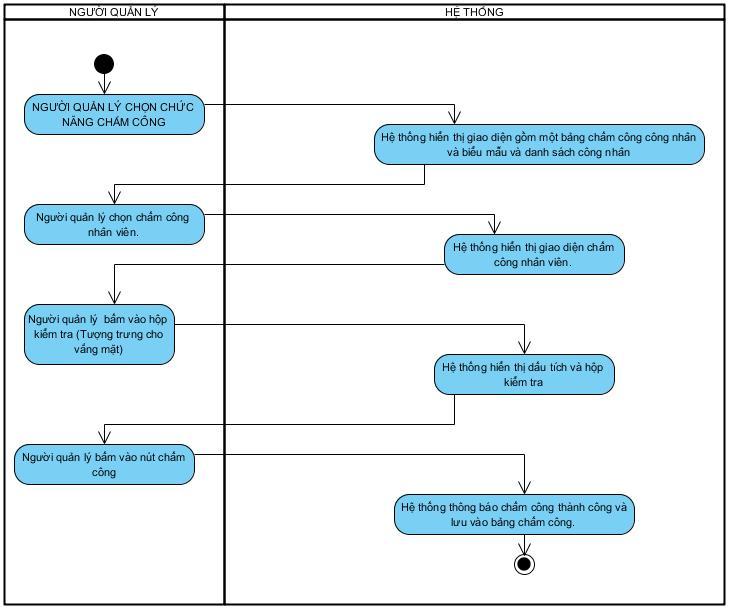 NGƯỜI QUẢN LÝ
HỆ THỐNG
NGƯỜI QUẢN LÝ CHỌN CHỨC
NĂNG CHẤM CÔNG
Hệ thống hiển thị giao diện gồm một bảng chấm công công nhân
và biểu mẫu và danh sách công nhân
Người quản lý chọn chấm công
nhân viên.
Hệ thống hiển thị giao diện chấm
công nhân viên.
Người quản lý bấm vào hộp
kiểm tra (Tượng trưng cho
vắng mặt)
Hệ thống hiển thị dấu tích và hộp
kiểm tra
Người quản lý bấm vào nút chấm
công
Hệ thống thông báo chấm công thành công và
lưu vào bảng chấm công.